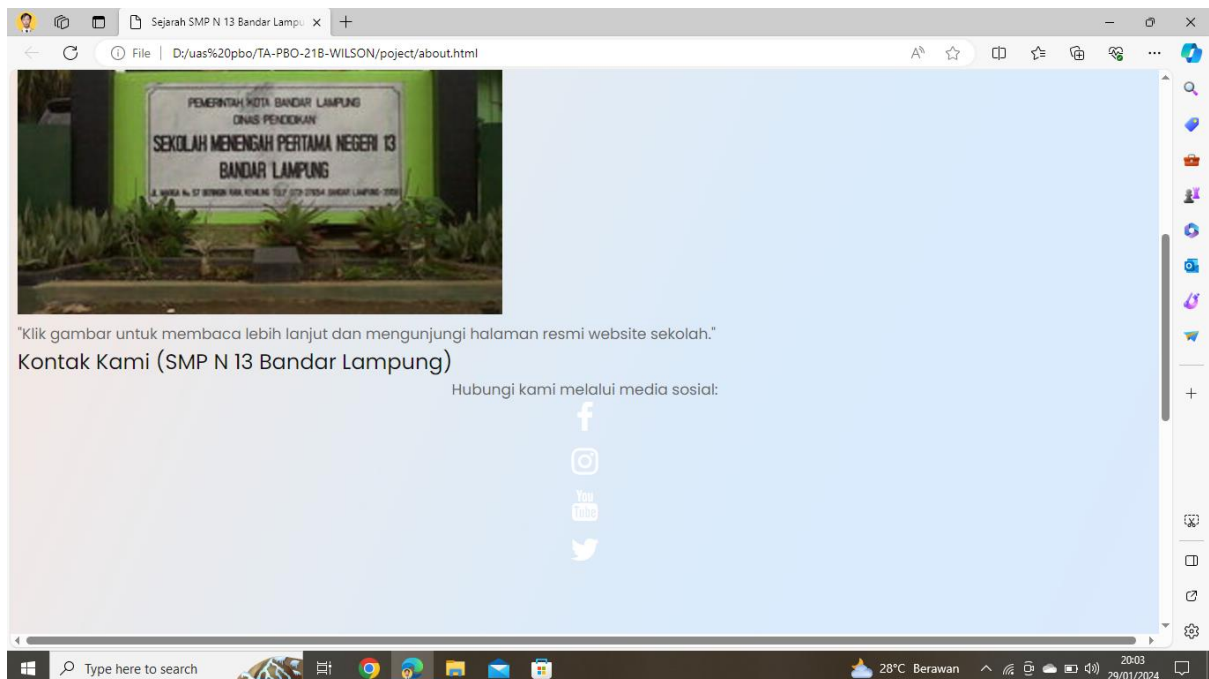 Sejarah SMP N 13 Bandar Lampu
File
D:/uas%20pbo/TA-PBO-21B-WILSON/poject/about.html
PEMERINTAH KOTA BANDAR LAMPUNG
DINAS PENDIDIKAN
SEKOLAH MENENGAH PERTAMA NEGERI 13
BANDAR LAMPUNG
"Klik gambar untuk membaca lebih lanjut dan mengunjungi halaman resmi website sekolah."
Kontak Kami (SMP N 13 Bandar Lampung)
Hubungi kami melalui media sosial:
You
Tube
Type here to search
28°C Berawan
20:03
29/01/2024